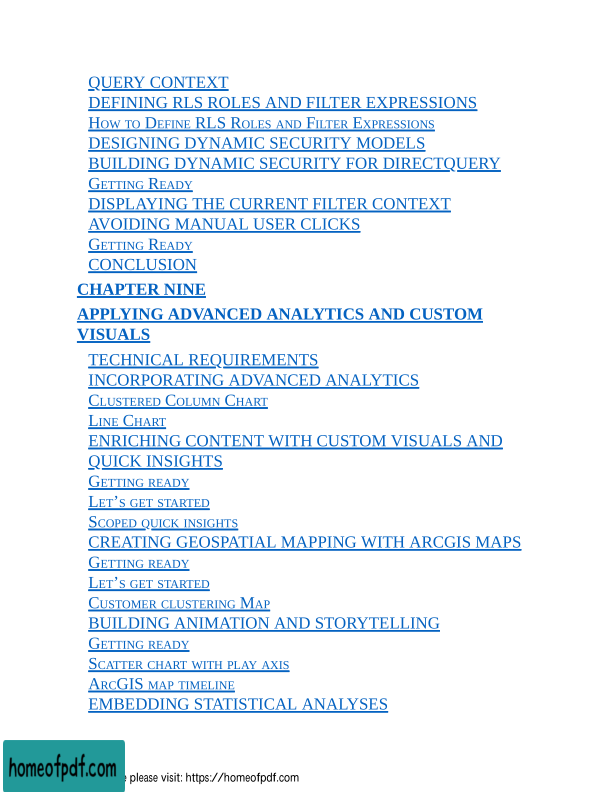 QUERY CONTEXT
DEFINING RLS ROLES AND FILTER EXPRESSIONS
How to Define RLS Roles and Filter Expressions
DESIGNING DYNAMIC SECURITY MODELS
BUILDING DYNAMIC SECURITY FOR DIRECTQUERY
Getting Ready
DISPLAYING THE CURRENT FILTER CONTEXT
AVOIDING MANUAL USER CLICKS
Getting Ready
CONCLUSION
CHAPTER NINE
APPLYING ADVANCED ANALYTICS AND CUSTOM
VISUALS
TECHNICAL REQUIREMENTS
INCORPORATING ADVANCED ANALYTICS
Clustered Column Chart
Line Chart
ENRICHING CONTENT WITH CUSTOM VISUALS AND
QUICK INSIGHTS
Getting ready
Let’s get started
Scoped quick insights
CREATING GEOSPATIAL MAPPING WITH ARCGIS MAPS
Getting ready
Let’s get started
Customer clustering Map
BUILDING ANIMATION AND STORYTELLING
Getting ready
Scatter chart with play axis
ArcGIS map timeline
EMBEDDING STATISTICAL ANALYSES
homeofpdf.com
please visit: https://homeofpdf.com